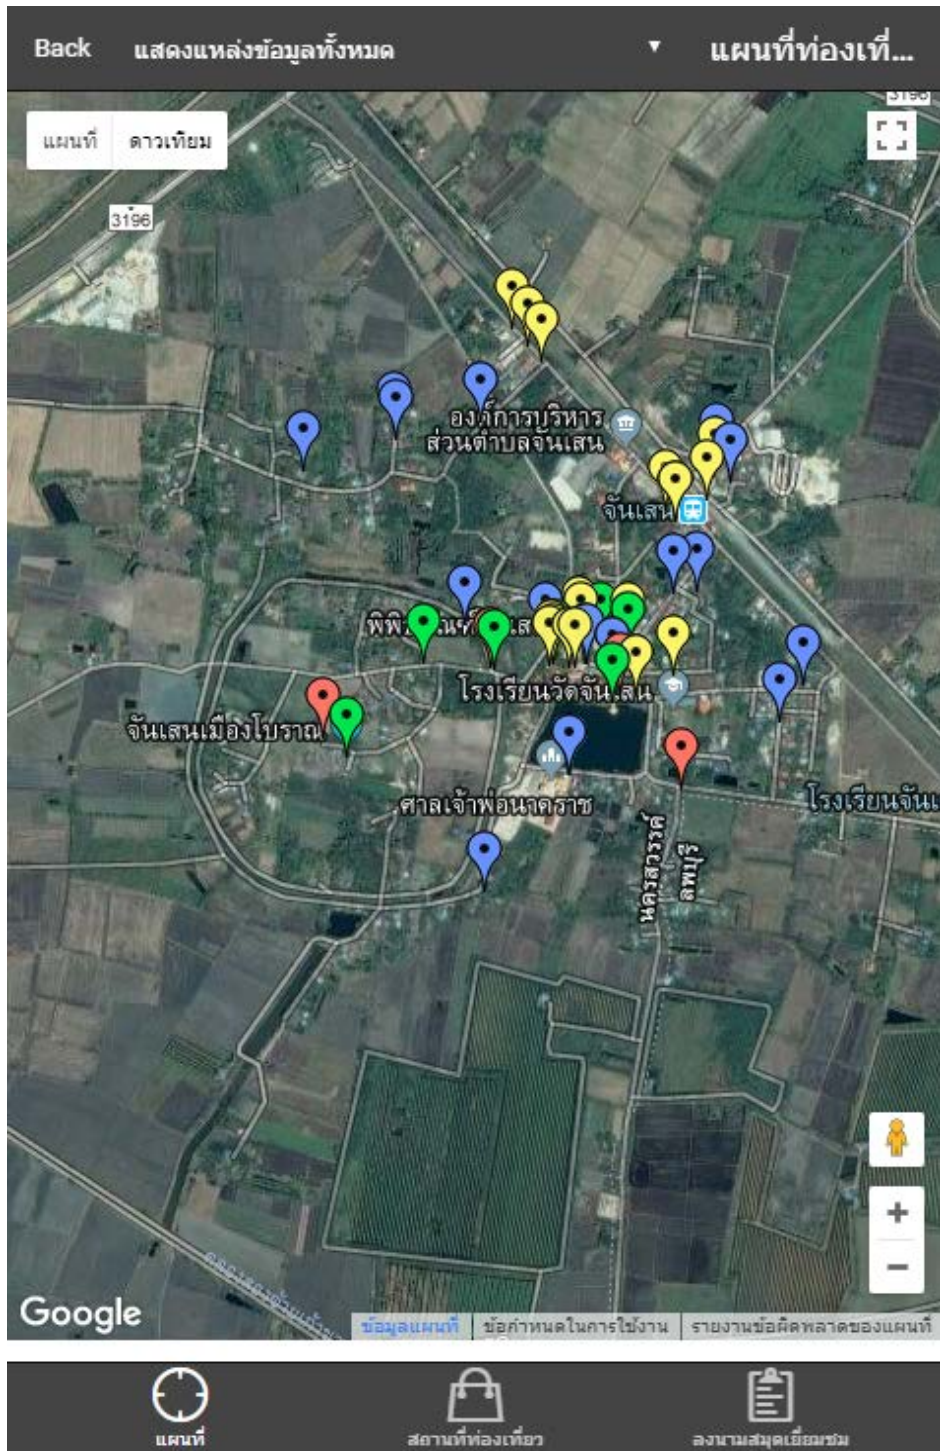 Back แสดงแหล่งข้อมูลทั้งหมด ▼ แผนที่ท่องเที่...
3196
แผนที่ ดาวเทียม
3196
องค์การบริหาร
ส่วนตำบลจันเสน
จันเสน
โรงเรียนวัดจันเสน
จันเสนเมืองโบราณ
ศาลเจ้าพ่อนาคราช
โรงเรียนจันเ
นครสวรรค์
ลพบุรี
+
−
Google
ข้อมูลแผนที่ ข้อกำหนดในการใช้งาน รายงานข้อผิดพลาดของแผนที่
แผนที่ สถานที่ท่องเที่ยว ลงนามสมุดเยี่ยมชม